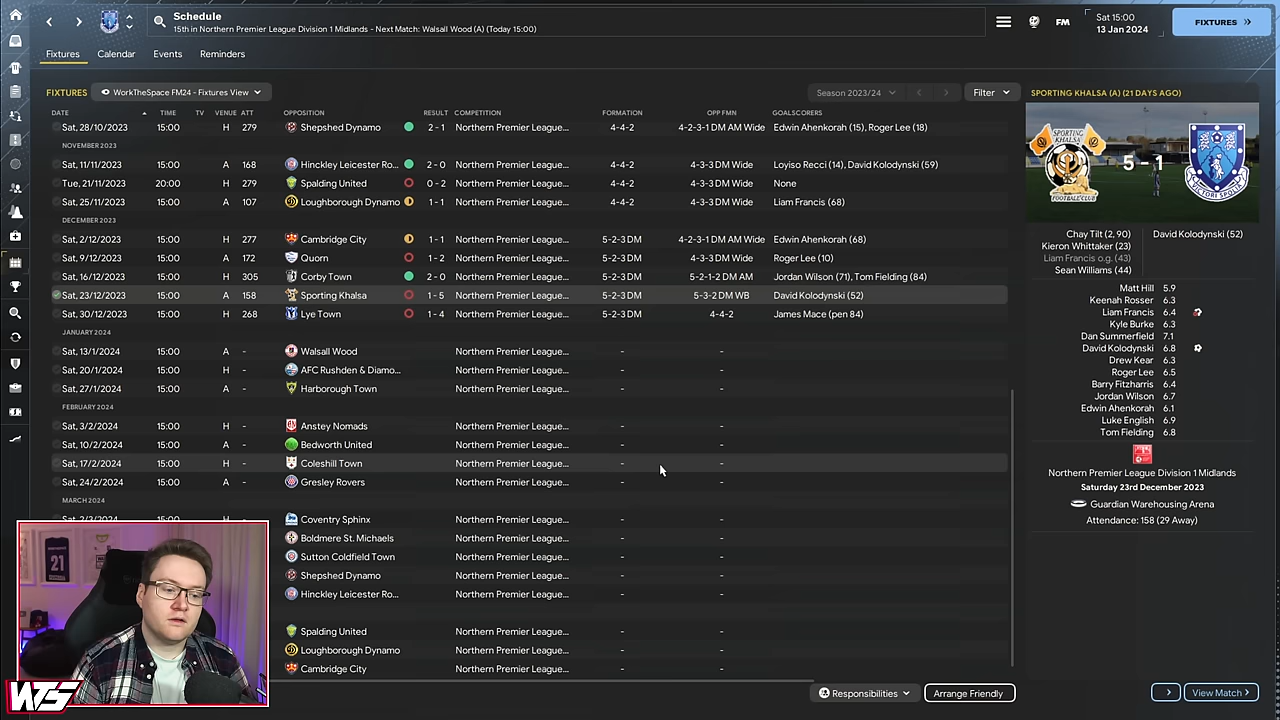 Schedule
15th in Northern Premier League Division 1 Midlands - Next Match: Walsall Wood (A) (Today 15:00)
FM
Sat 15:00
13 Jan 2024
FIXTURES
Fixtures Calendar Events Reminders
FIXTURES WorkTheSpace FM24 - Fixtures View Season 2023/24 Filter
DATE TIME TV VENUE ATT OPPOSITION RESULT COMPETITION FORMATION OPP FMN GOALSCORERS
Sat, 28/10/2023 15:00 H 279 Shepshed Dynamo 2 - 1 Northern Premier League... 4-4-2 4-2-3-1 DM AM Wide Edwin Ahenkorah (15), Roger Lee (18)
NOVEMBER 2023
Sat, 11/11/2023 15:00 A 168 Hinckley Leicester Ro... 2 - 0 Northern Premier League... 4-4-2 4-3-3 DM Wide Loyiso Recci (14), David Kolodynski (59)
Tue, 21/11/2023 20:00 H 279 Spalding United 0 - 2 Northern Premier League... 4-4-2 4-3-3 DM Wide None
Sat, 25/11/2023 15:00 A 107 Loughborough Dynamo 1 - 1 Northern Premier League... 4-4-2 4-3-3 DM Wide Liam Francis (68)
DECEMBER 2023
Sat, 2/12/2023 15:00 H 277 Cambridge City 1 - 1 Northern Premier League... 5-2-3 DM 4-2-3-1 DM AM Wide Edwin Ahenkorah (68)
Sat, 9/12/2023 15:00 A 172 Quorn 1 - 2 Northern Premier League... 5-2-3 DM 4-3-3 DM Wide Roger Lee (10)
Sat, 16/12/2023 15:00 H 305 Corby Town 2 - 0 Northern Premier League... 5-2-3 DM 5-2-1-2 DM AM Jordan Wilson (71), Tom Fielding (84)
Sat, 23/12/2023 15:00 A 158 Sporting Khalsa 1 - 5 Northern Premier League... 5-2-3 DM 5-3-2 DM WB David Kolodynski (52)
Sat, 30/12/2023 15:00 H 268 Lye Town 1 - 4 Northern Premier League... 5-2-3 DM 4-4-2 James Mace (pen 84)
JANUARY 2024
Sat, 13/1/2024 15:00 A - Walsall Wood Northern Premier League... - -
Sat, 20/1/2024 15:00 H - AFC Rushden & Diamo... Northern Premier League... - -
Sat, 27/1/2024 15:00 A - Harborough Town Northern Premier League... - -
FEBRUARY 2024
Sat, 3/2/2024 15:00 H - Anstey Nomads Northern Premier League... - -
Sat, 10/2/2024 15:00 A - Bedworth United Northern Premier League... - -
Sat, 17/2/2024 15:00 H - Coleshill Town Northern Premier League... - -
Sat, 24/2/2024 15:00 A - Gresley Rovers Northern Premier League... - -
MARCH 2024
Sat, 2/3/2024 15:00 H - Coventry Sphinx Northern Premier League... - -
Boldmere St. Michaels Northern Premier League... - -
Sutton Coldfield Town Northern Premier League... - -
Shepshed Dynamo Northern Premier League... - -
Hinckley Leicester Ro... Northern Premier League... - -
Spalding United Northern Premier League... - -
Loughborough Dynamo Northern Premier League... - -
Cambridge City Northern Premier League... - -
Responsibilities Arrange Friendly
SPORTING KHALSA (A) (21 DAYS AGO)
SPORTING KHALSA
FOOTBALL CLUB
5 - 1
Chay Tilt (2, 90) David Kolodynski (52)
Kieron Whittaker (23)
Liam Francis o.g. (43)
Sean Williams (44)
Matt Hill 5.9
Keenah Rosser 6.3
Liam Francis 6.4
Kyle Burke 6.3
Dan Summerfield 7.1
David Kolodynski 6.8
Drew Kear 6.3
Roger Lee 6.5
Barry Fitzharris 6.4
Jordan Wilson 6.7
Edwin Ahenkorah 6.1
Luke English 6.9
Tom Fielding 6.8
Northern Premier League Division 1 Midlands
Saturday 23rd December 2023
Guardian Warehousing Arena
Attendance: 158 (29 Away)
View Match
21
WTS